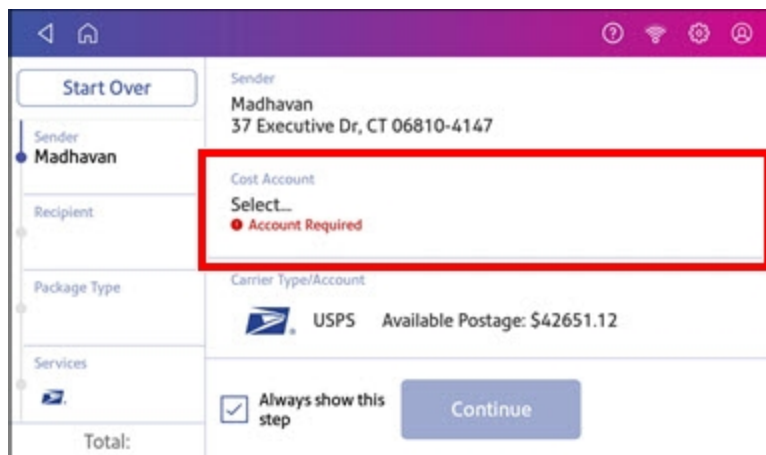 Start Over
Sender
Madhavan
Recipient
Package Type
Services
Total:
Sender
Madhavan
37 Executive Dr, CT 06810-4147
Cost Account
Select...
Account Required
Carrier Type/Account
USPS Available Postage: $42651.12
Always show this
step
Continue